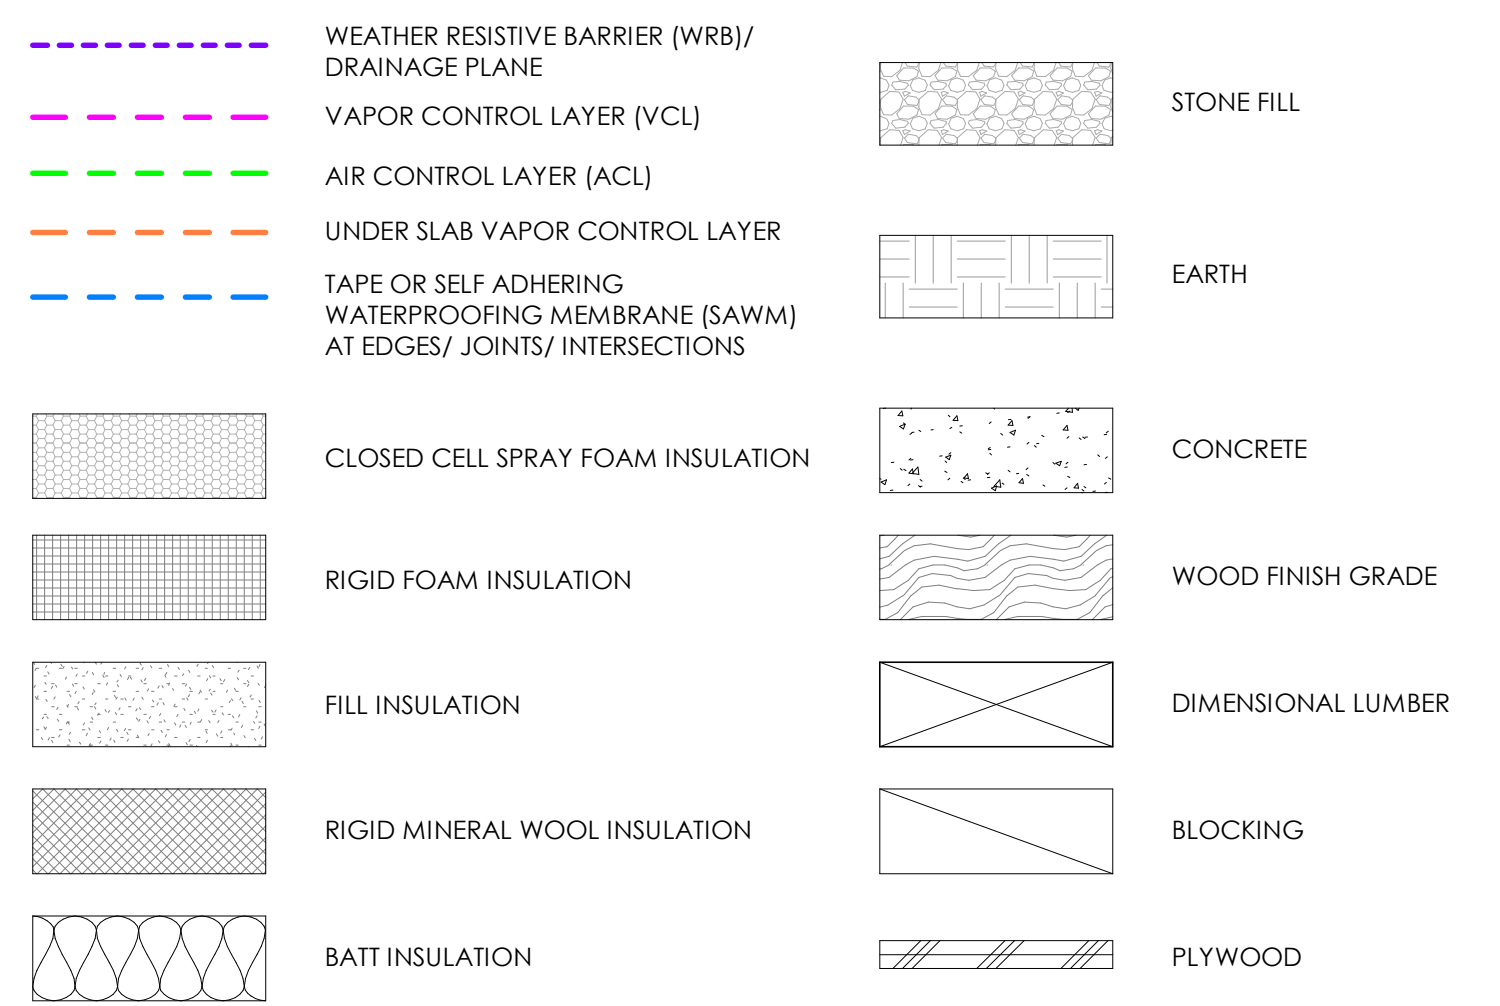 WEATHER RESISTIVE BARRIER (WRB)/
DRAINAGE PLANE
VAPOR CONTROL LAYER (VCL)
AIR CONTROL LAYER (ACL)
UNDER SLAB VAPOR CONTROL LAYER
TAPE OR SELF ADHERING
WATERPROOFING MEMBRANE (SAWM)
AT EDGES/ JOINTS/ INTERSECTIONS
CLOSED CELL SPRAY FOAM INSULATION
RIGID FOAM INSULATION
FILL INSULATION
RIGID MINERAL WOOL INSULATION
BATT INSULATION
STONE FILL
EARTH
CONCRETE
WOOD FINISH GRADE
DIMENSIONAL LUMBER
BLOCKING
PLYWOOD